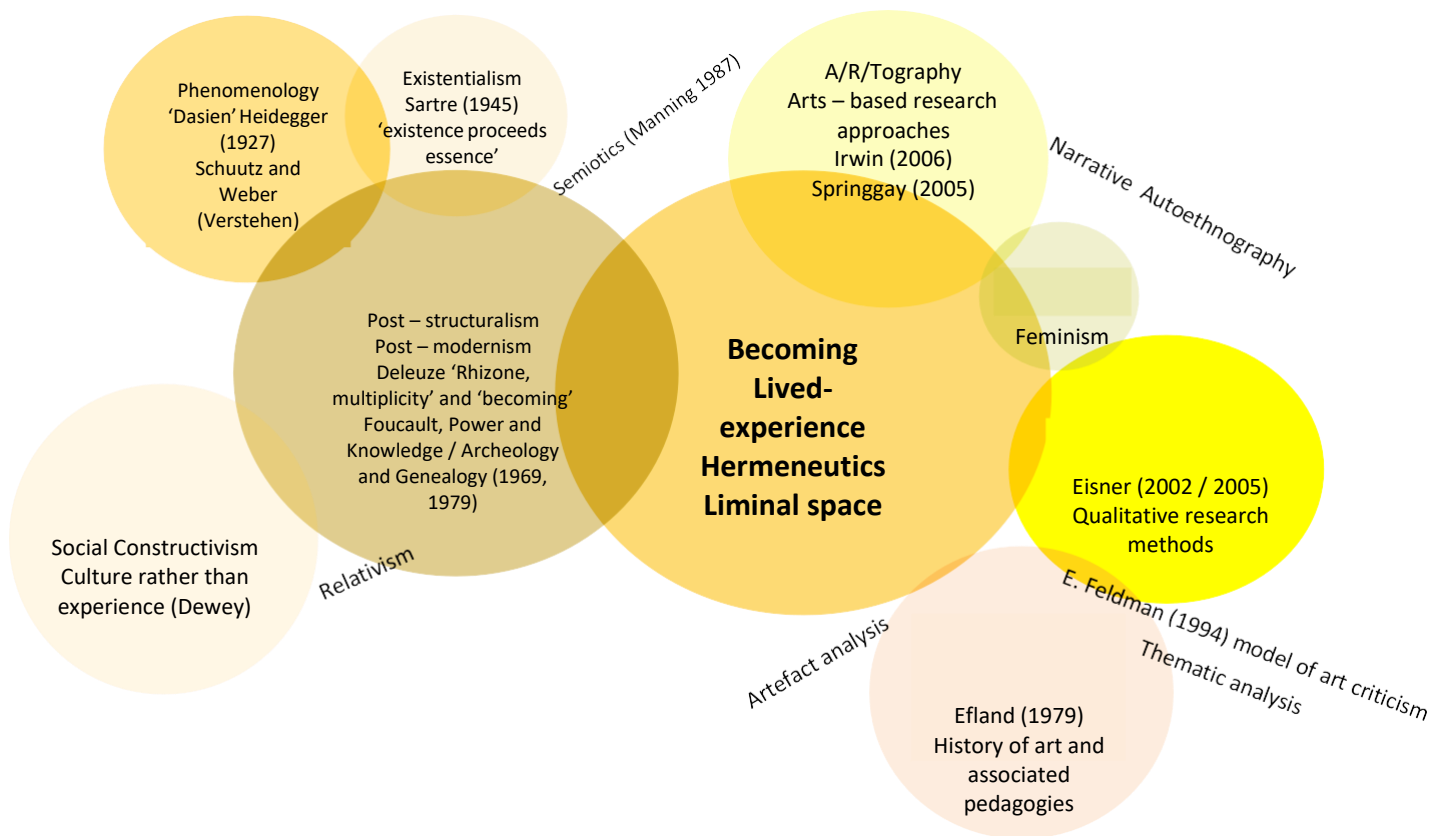 Phenomenology
‘Dasien’ Heidegger
(1927)
Schuutz and
Weber
(Verstehen)
Existentialism
Sartre (1945)
‘existence proceeds
essence’
Semiotics (Manning 1987)
A/R/Tography
Arts – based research
approaches
Irwin (2006)
Springgay (2005)
Narrative Autoethnography
Feminism
Post – structuralism
Post – modernism
Deleuze ‘Rhizone,
multiplicity’ and ‘becoming’
Foucault, Power and
Knowledge / Archeology
and Genealogy (1969,
1979)
Becoming
Lived-
experience
Hermeneutics
Liminal space
Eisner (2002 / 2005)
Qualitative research
methods
Social Constructivism
Culture rather than
experience (Dewey)
Relativism
Artefact analysis
E. Feldman (1994) model of art criticism
Thematic analysis
Efland (1979)
History of art and
associated
pedagogies